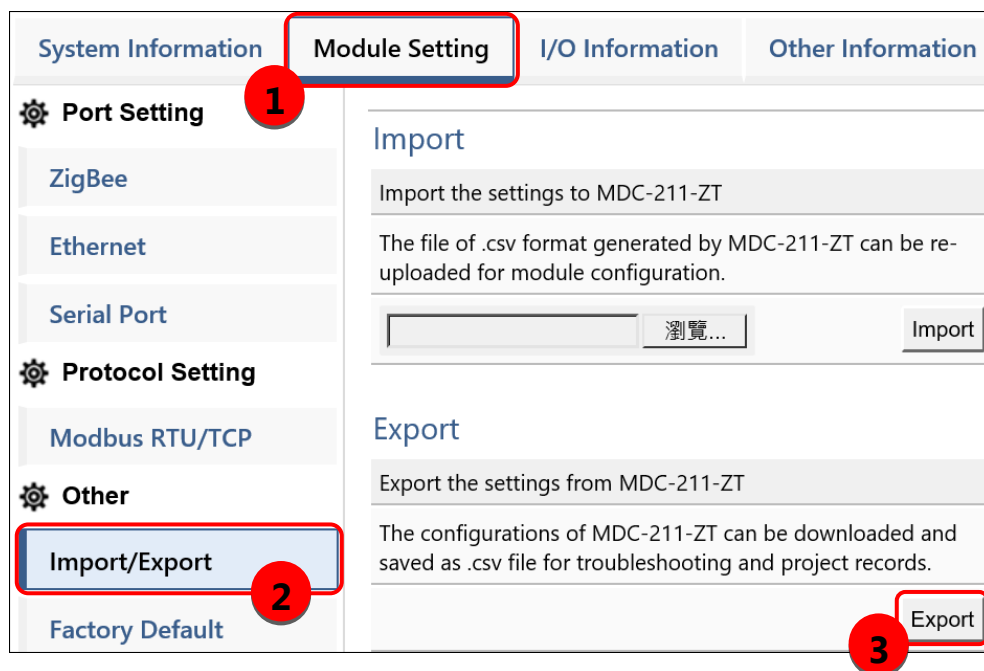 System Information
Module Setting
I/O Information
Other Information
1
Port Setting
ZigBee
Ethernet
Serial Port
Protocol Setting
Modbus RTU/TCP
Other
Import/Export
2
Factory Default
Import
Import the settings to MDC-211-ZT
The file of .csv format generated by MDC-211-ZT can be re-
uploaded for module configuration.
瀏覽...
Import
Export
Export the settings from MDC-211-ZT
The configurations of MDC-211-ZT can be downloaded and
saved as .csv file for troubleshooting and project records.
Export
3